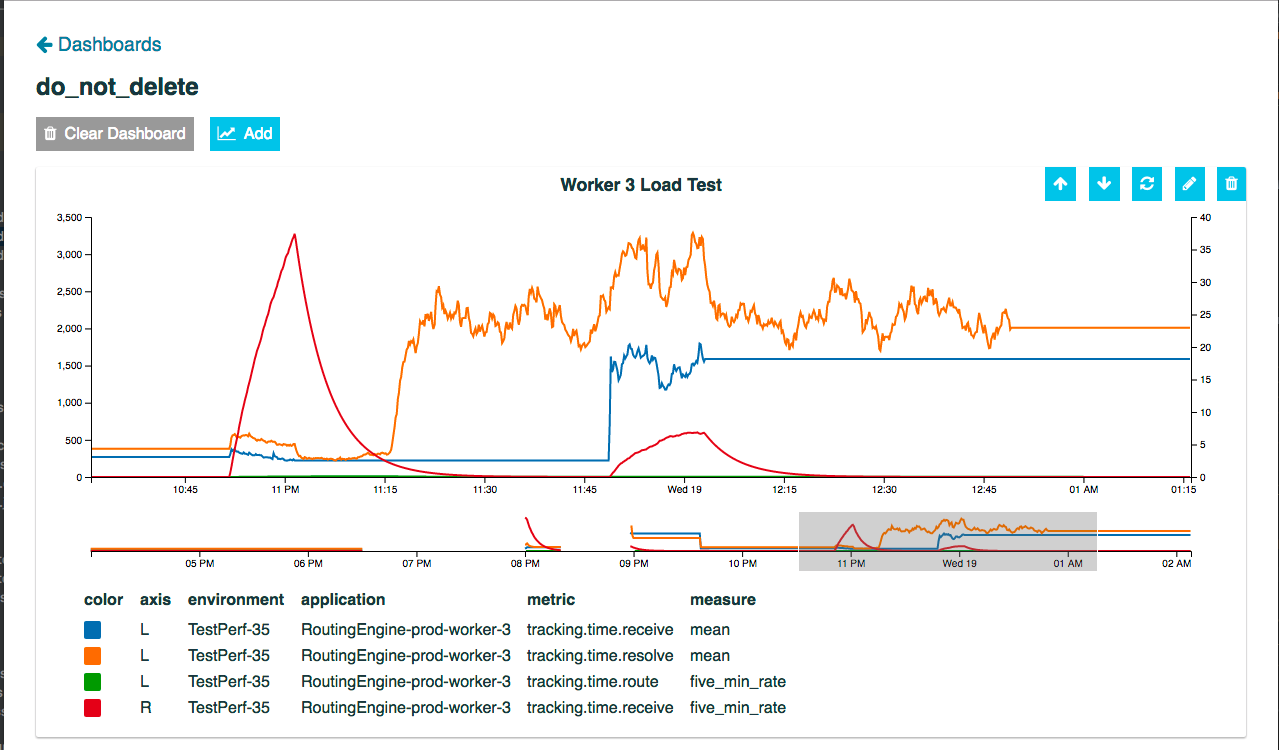 Dashboards
do_not_delete
Clear Dashboard Add
Worker 3 Load Test
3,500 40
3,000 35
2,500 30
2,000 25
1,500 20
1,000 15
500 10
0 5
0
10:45 11 PM 11:15 11:30 11:45 Wed 19 12:15 12:30 12:45 01 AM 01:15
05 PM 06 PM 07 PM 08 PM 09 PM 10 PM 11 PM Wed 19 01 AM 02 AM
color axis environment application metric measure
L TestPerf-35 RoutingEngine-prod-worker-3 tracking.time.receive mean
L TestPerf-35 RoutingEngine-prod-worker-3 tracking.time.resolve mean
L TestPerf-35 RoutingEngine-prod-worker-3 tracking.time.route five_min_rate
R TestPerf-35 RoutingEngine-prod-worker-3 tracking.time.receive five_min_rate